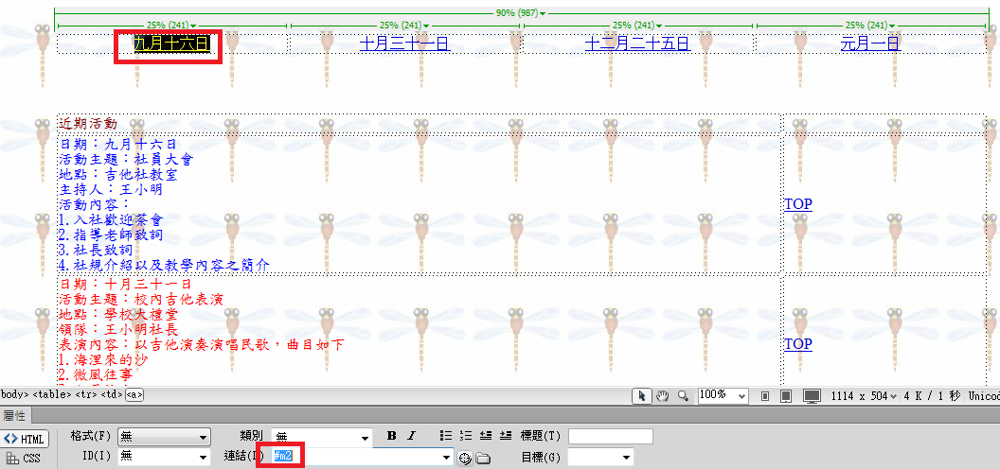 90% (987)
25% (241) 25% (241) 25% (241) 25% (241)
九月十六日 十月三十一日 十二月二十五日 元月一日
近期活動
日期：九月十六日
活動主題：社員大會
地點：吉他社教室
主持人：王小明
活動內容：
TOP
1.入社歡迎茶會
2.指導老師致詞
3.社長致詞
4.社規介紹以及教學內容之簡介
日期：十月三十一日
活動主題：校內吉他表演
地點：學校大禮堂
領隊：王小明社長
表演內容：以吉他演奏演唱民歌，曲目如下
TOP
1.海浬來的沙
2.微風往事
body> <table> <tr> <td> <a> 100% 1114 x 504 4 K / 1 秒 Unicod
屬性
<> HTML 格式(F) 無 類別 無 B I 標題(T)
CSS ID(I) 無 連結(L) #m2 目標(G)